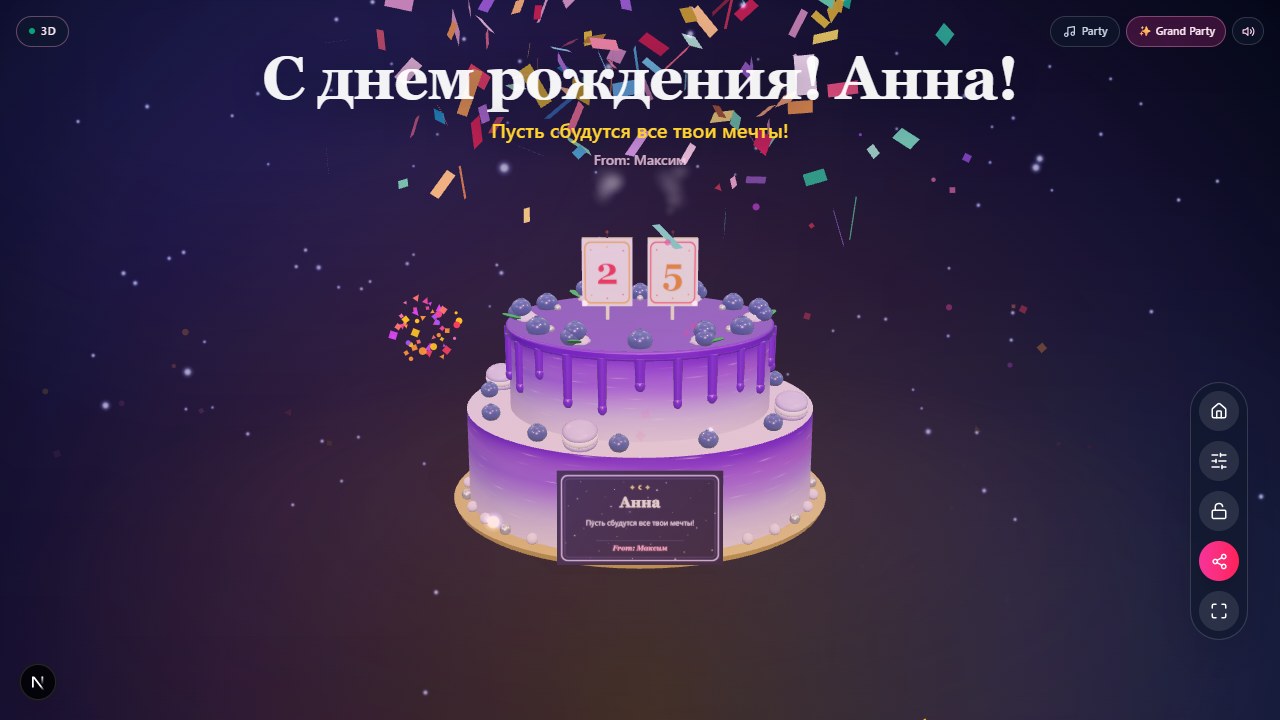 3D
Party
Grand Party
С днем рождения! Анна!
Пусть сбудутся все твои мечты!
From: Максим
2 5
Анна
Пусть сбудутся все твои мечты!
From: Максим
N